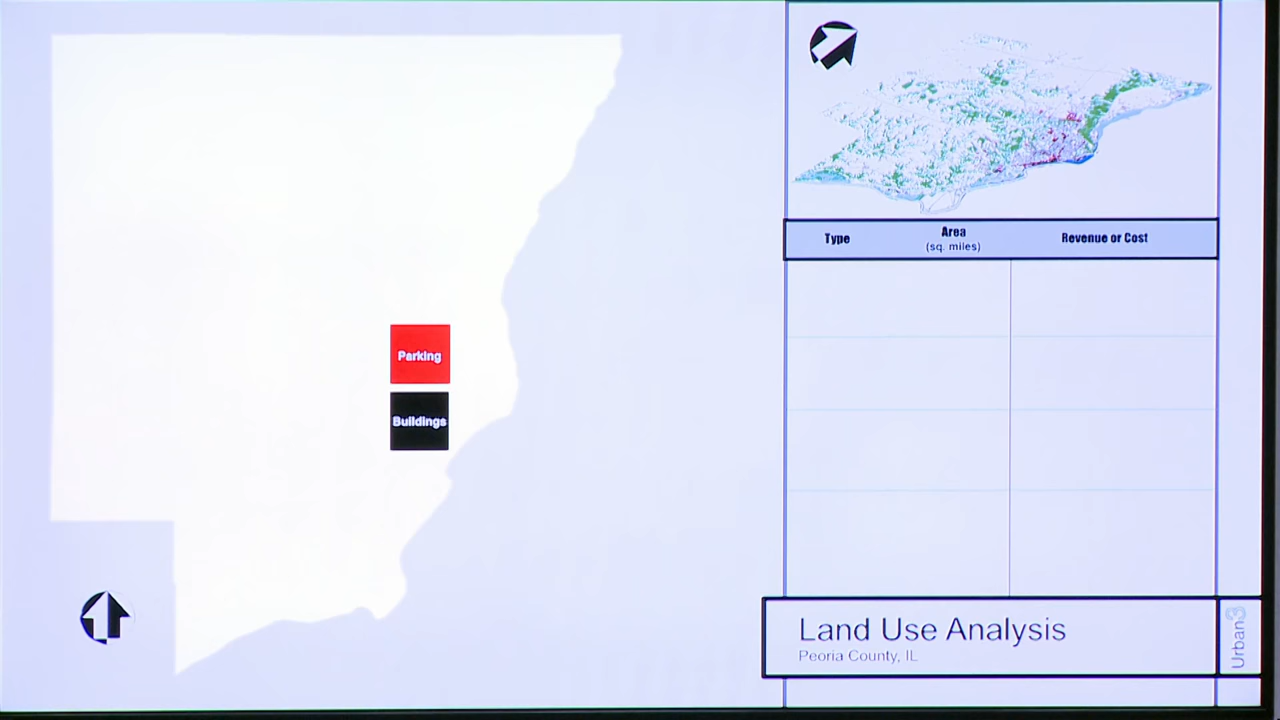 Parking
Buildings
Type
Area
(sq. miles)
Revenue or Cost
Land Use Analysis
Peoria County, IL
Urban3